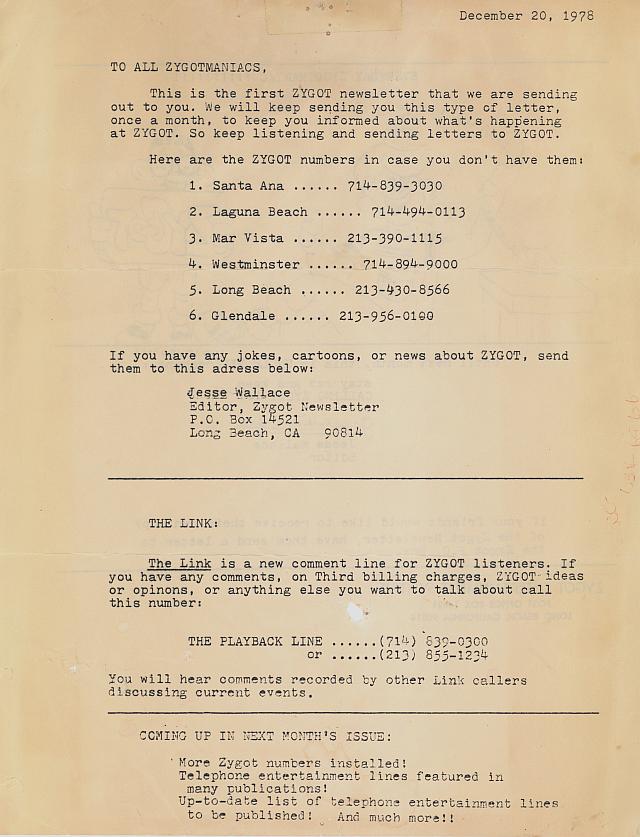 December 20, 1978
TO ALL ZYGOTMANIACS,
This is the first ZYGOT newsletter that we are sending
out to you. We will keep sending you this type of letter,
once a month, to keep you informed about what's happening
at ZYGOT. So keep listening and sending letters to ZYGOT.
Here are the ZYGOT numbers in case you don't have them:
1. Santa Ana ...... 714-839-3030
2. Laguna Beach ...... 714-494-0113
3. Mar Vista ...... 213-390-1115
4. Westminster ...... 714-894-9000
5. Long Beach ...... 213-430-8566
6. Glendale ...... 213-956-0100
If you have any jokes, cartoons, or news about ZYGOT, send
them to this adress below:
Jesse Wallace
Editor, Zygot Newsletter
P.O. Box 14521
Long Beach, CA 90814
THE LINK:
The Link is a new comment line for ZYGOT listeners. If
you have any comments, on Third billing charges, ZYGOT ideas
or opinons, or anything else you want to talk about call
this number:
THE PLAYBACK LINE ......(714) 839-0300
or ......(213) 855-1234
You will hear comments recorded by other Link callers
discussing current events.
COMING UP IN NEXT MONTH'S ISSUE:
More Zygot numbers installed!
Telephone entertainment lines featured in
many publications!
Up-to-date list of telephone entertainment lines
to be published! And much more!!